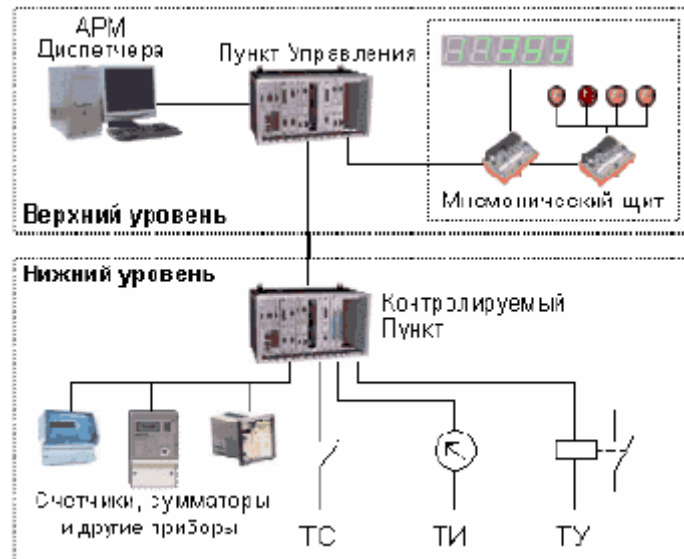 АРМ
Диспетчера
Пункт Управления
Мнемонический щит
Верхний уровень
Нижний уровень
Контролируемый
Пункт
Счетчики, сумматоры
и другие приборы
ТС
ТИ
ТУ